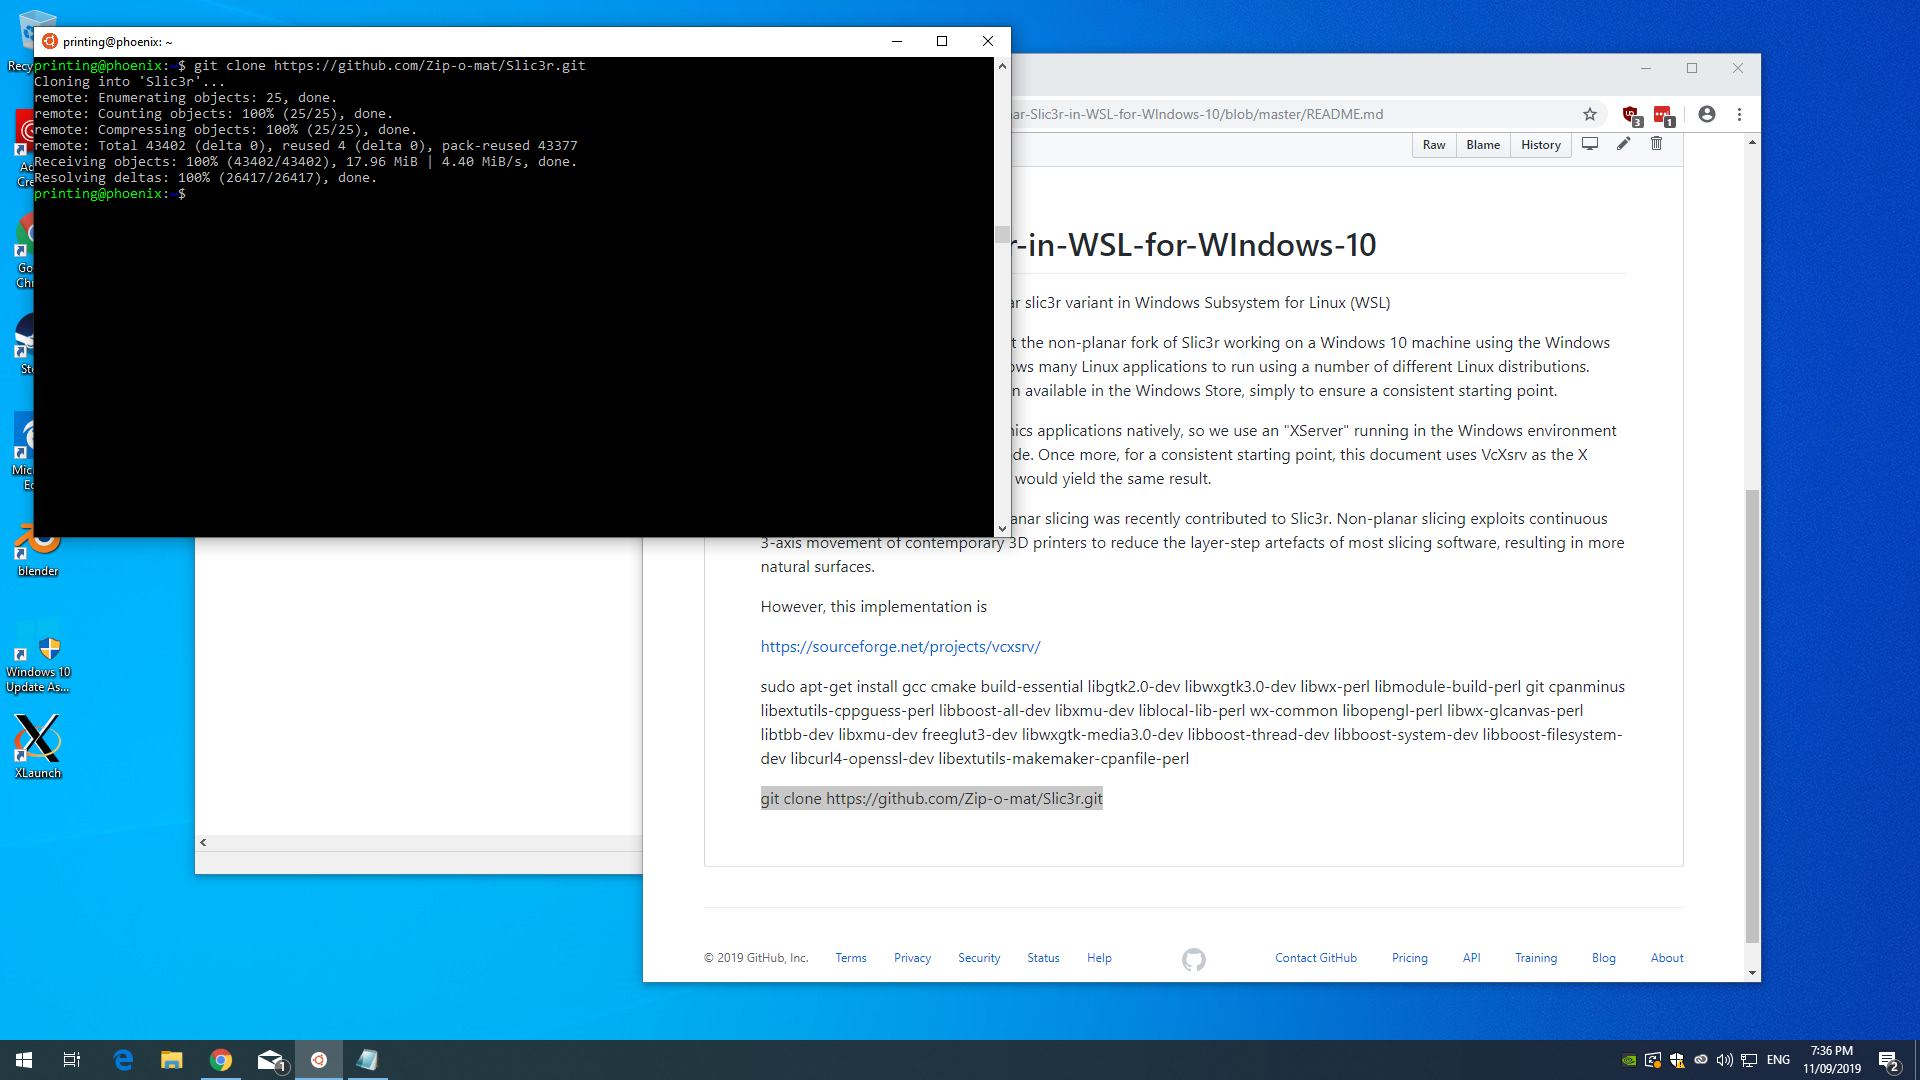 printing@phoenix: ~
printing@phoenix:~$ git clone https://github.com/Zip-o-mat/Slic3r.git
Cloning into 'Slic3r'...
remote: Enumerating objects: 25, done.
remote: Counting objects: 100% (25/25), done.
remote: Compressing objects: 100% (25/25), done.
remote: Total 43402 (delta 0), reused 4 (delta 0), pack-reused 43377
Receiving objects: 100% (43402/43402), 17.96 MiB | 4.40 MiB/s, done.
Resolving deltas: 100% (26417/26417), done.
printing@phoenix:~$
ar-Slic3r-in-WSL-for-WIndows-10/blob/master/README.md
3
1
Raw Blame History
r-in-WSL-for-WIndows-10
ar slic3r variant in Windows Subsystem for Linux (WSL)
t the non-planar fork of Slic3r working on a Windows 10 machine using the Windows
ows many Linux applications to run using a number of different Linux distributions.
n available in the Windows Store, simply to ensure a consistent starting point.
nics applications natively, so we use an "XServer" running in the Windows environment
de. Once more, for a consistent starting point, this document uses VcXsrv as the X
would yield the same result.
anar slicing was recently contributed to Slic3r. Non-planar slicing exploits continuous
3-axis movement of contemporary 3D printers to reduce the layer-step artefacts of most slicing software, resulting in more
natural surfaces.
However, this implementation is
https://sourceforge.net/projects/vcxsrv/
sudo apt-get install gcc cmake build-essential libgtk2.0-dev libwxgtk3.0-dev libwx-perl libmodule-build-perl git cpanminus
libextutils-cppguess-perl libboost-all-dev libxmu-dev liblocal-lib-perl wx-common libopengl-perl libwx-glcanvas-perl
libtbb-dev libxmu-dev freeglut3-dev libwxgtk-media3.0-dev libboost-thread-dev libboost-system-dev libboost-filesystem-
dev libcurl4-openssl-dev libextutils-makemaker-cpanfile-perl
git clone https://github.com/Zip-o-mat/Slic3r.git
© 2019 GitHub, Inc. Terms Privacy Security Status Help Contact GitHub Pricing API Training Blog About
Recy
Ad
Cre
Go
Chr
Ste
Mic
Ed
blender
Windows 10
Update As...
XLaunch
1
ENG
7:36 PM
11/09/2019
2